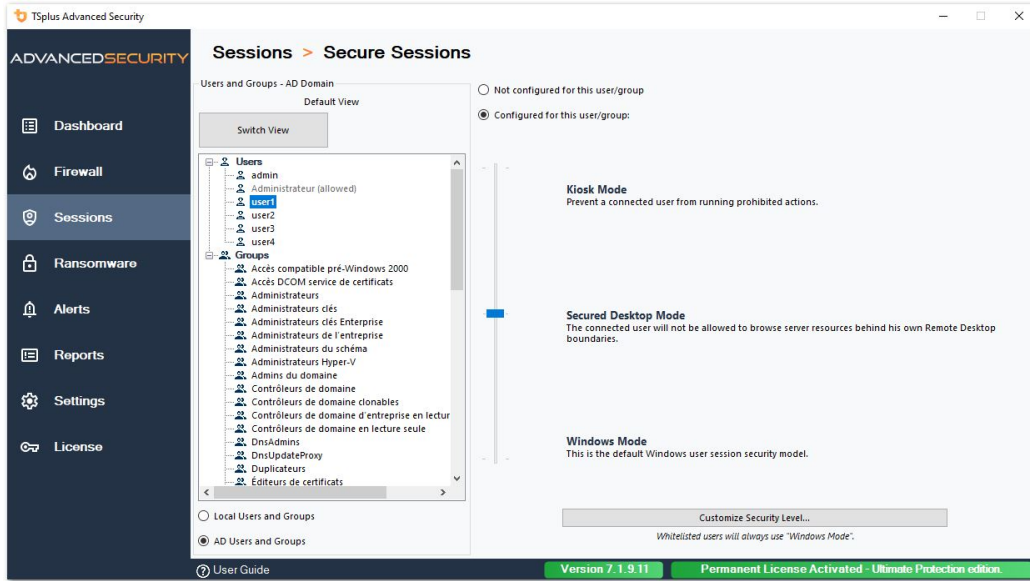 TSplus Advanced Security
ADVANCEDSECURITY
Dashboard
Firewall
Sessions
Ransomware
Alerts
Reports
Settings
License
Sessions > Secure Sessions
Users and Groups - AD Domain
Default View
Switch View
Users
admin
Administrateur (allowed)
user1
user2
user3
user4
Groups
Accès compatible pré-Windows 2000
Accès DCOM service de certificats
Administrateurs
Administrateurs clés
Administrateurs clés Enterprise
Administrateurs de l'entreprise
Administrateurs du schéma
Administrateurs Hyper-V
Admins du domaine
Contrôleurs de domaine
Contrôleurs de domaine clonables
Contrôleurs de domaine d'entreprise en lectur
Contrôleurs de domaine en lecture seule
DnsAdmins
DnsUpdateProxy
Duplicateurs
Éditeurs de certificats
Local Users and Groups
AD Users and Groups
Not configured for this user/group
Configured for this user/group:
Kiosk Mode
Prevent a connected user from running prohibited actions.
Secured Desktop Mode
The connected user will not be allowed to browse server resources behind his own Remote Desktop
boundaries.
Windows Mode
This is the default Windows user session security model.
Customize Security Level...
Whitelisted users will always use "Windows Mode".
User Guide
Version 7.1.9.11
Permanent License Activated - Ultimate Protection edition.